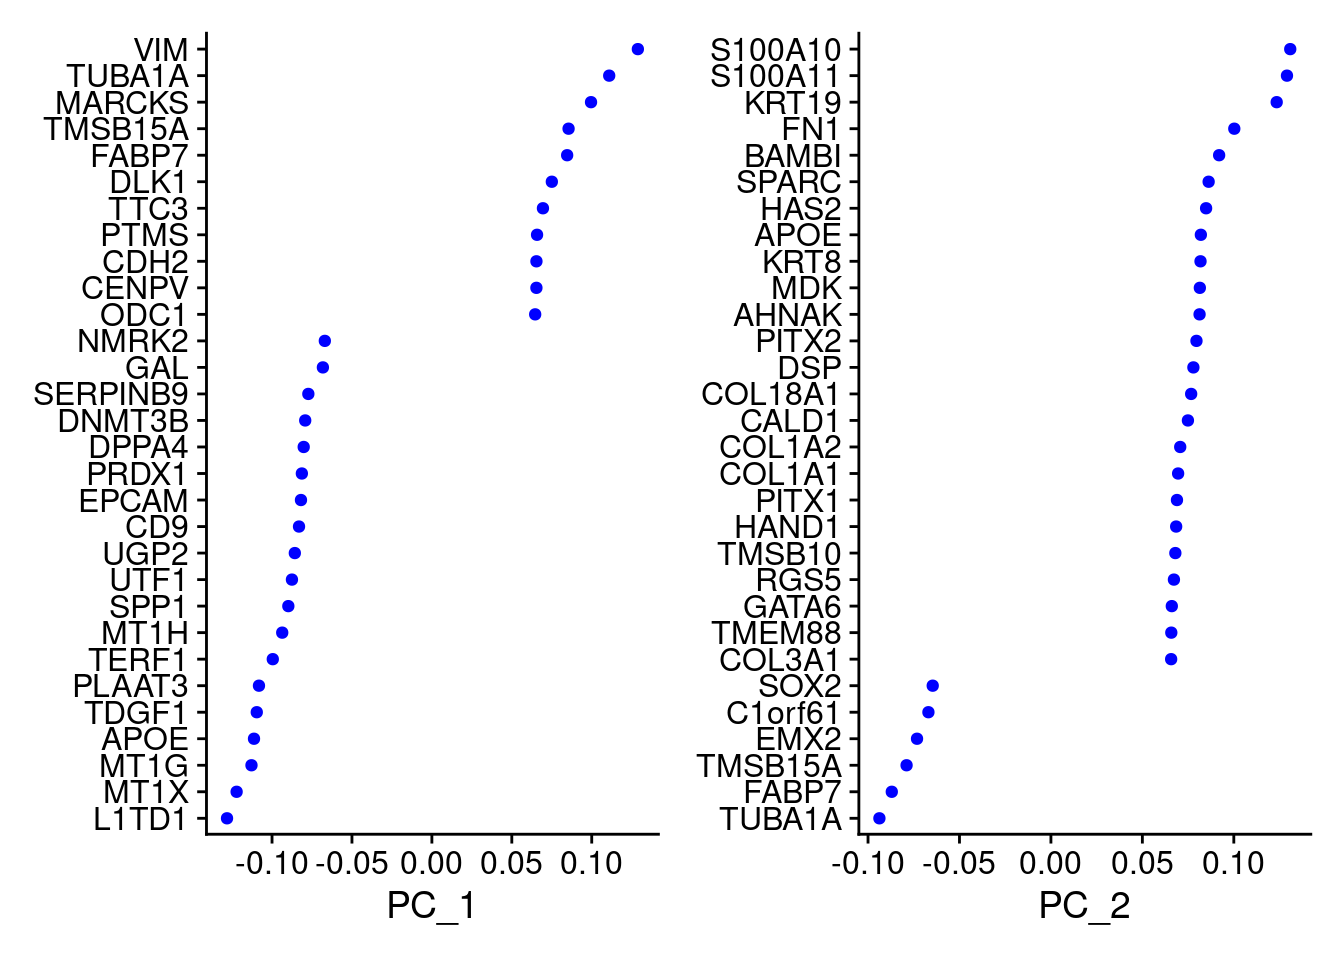 VIM
TUBA1A
MARCKS
TMSB15A
FABP7
DLK1
TTC3
PTMS
CDH2
CENPV
ODC1
NMRK2
GAL
SERPINB9
DNMT3B
DPPA4
PRDX1
EPCAM
CD9
UGP2
UTF1
SPP1
MT1H
TERF1
PLAAT3
TDGF1
APOE
MT1G
MT1X
L1TD1
-0.10 -0.05 0.00 0.05 0.10
PC_1
S100A10
S100A11
KRT19
FN1
BAMBI
SPARC
HAS2
APOE
KRT8
MDK
AHNAK
PITX2
DSP
COL18A1
CALD1
COL1A2
COL1A1
PITX1
HAND1
TMSB10
RGS5
GATA6
TMEM88
COL3A1
SOX2
C1orf61
EMX2
TMSB15A
FABP7
TUBA1A
-0.10 -0.05 0.00 0.05 0.10
PC_2